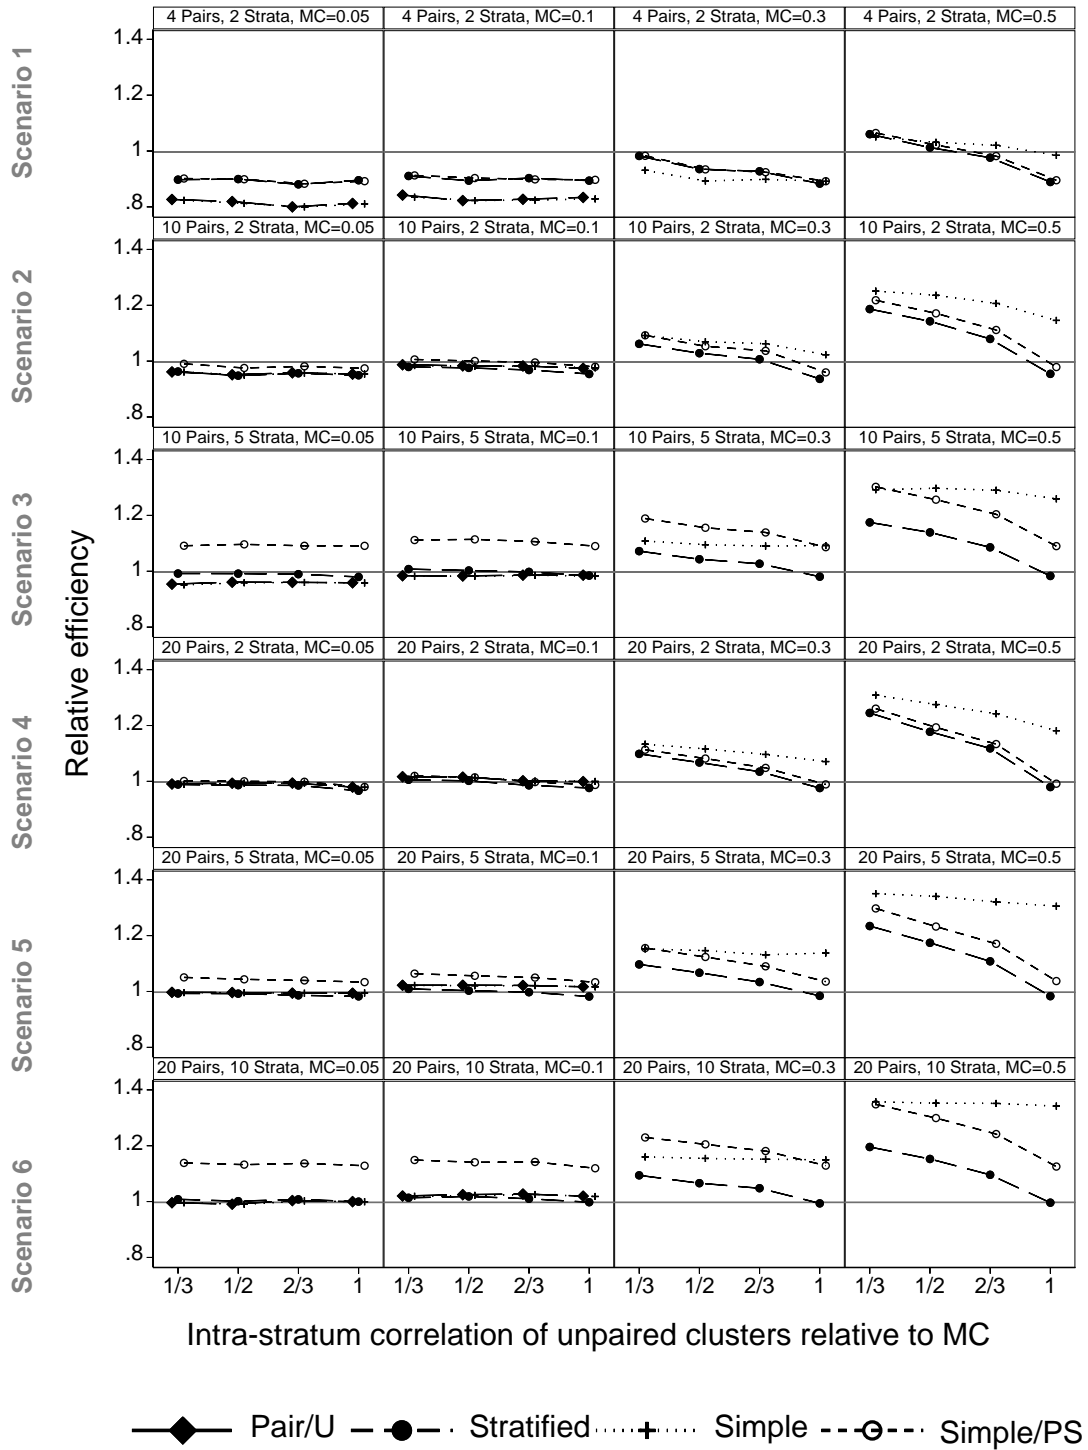 4 Pairs, 2 Strata, MC=0.05
4 Pairs, 2 Strata, MC=0.1
4 Pairs, 2 Strata, MC=0.3
4 Pairs, 2 Strata, MC=0.5
Scenario 1
1.4
1.2
1
.8
10 Pairs, 2 Strata, MC=0.05
10 Pairs, 2 Strata, MC=0.1
10 Pairs, 2 Strata, MC=0.3
10 Pairs, 2 Strata, MC=0.5
Scenario 2
1.4
1.2
1
.8
10 Pairs, 5 Strata, MC=0.05
10 Pairs, 5 Strata, MC=0.1
10 Pairs, 5 Strata, MC=0.3
10 Pairs, 5 Strata, MC=0.5
Scenario 3
1.4
1.2
1
.8
Relative efficiency
20 Pairs, 2 Strata, MC=0.05
20 Pairs, 2 Strata, MC=0.1
20 Pairs, 2 Strata, MC=0.3
20 Pairs, 2 Strata, MC=0.5
Scenario 4
1.4
1.2
1
.8
20 Pairs, 5 Strata, MC=0.05
20 Pairs, 5 Strata, MC=0.1
20 Pairs, 5 Strata, MC=0.3
20 Pairs, 5 Strata, MC=0.5
Scenario 5
1.4
1.2
1
.8
20 Pairs, 10 Strata, MC=0.05
20 Pairs, 10 Strata, MC=0.1
20 Pairs, 10 Strata, MC=0.3
20 Pairs, 10 Strata, MC=0.5
Scenario 6
1.4
1.2
1
.8
1/3 1/2 2/3 1
1/3 1/2 2/3 1
1/3 1/2 2/3 1
1/3 1/2 2/3 1
Intra-stratum correlation of unpaired clusters relative to MC
Pair/U Stratified Simple Simple/PS